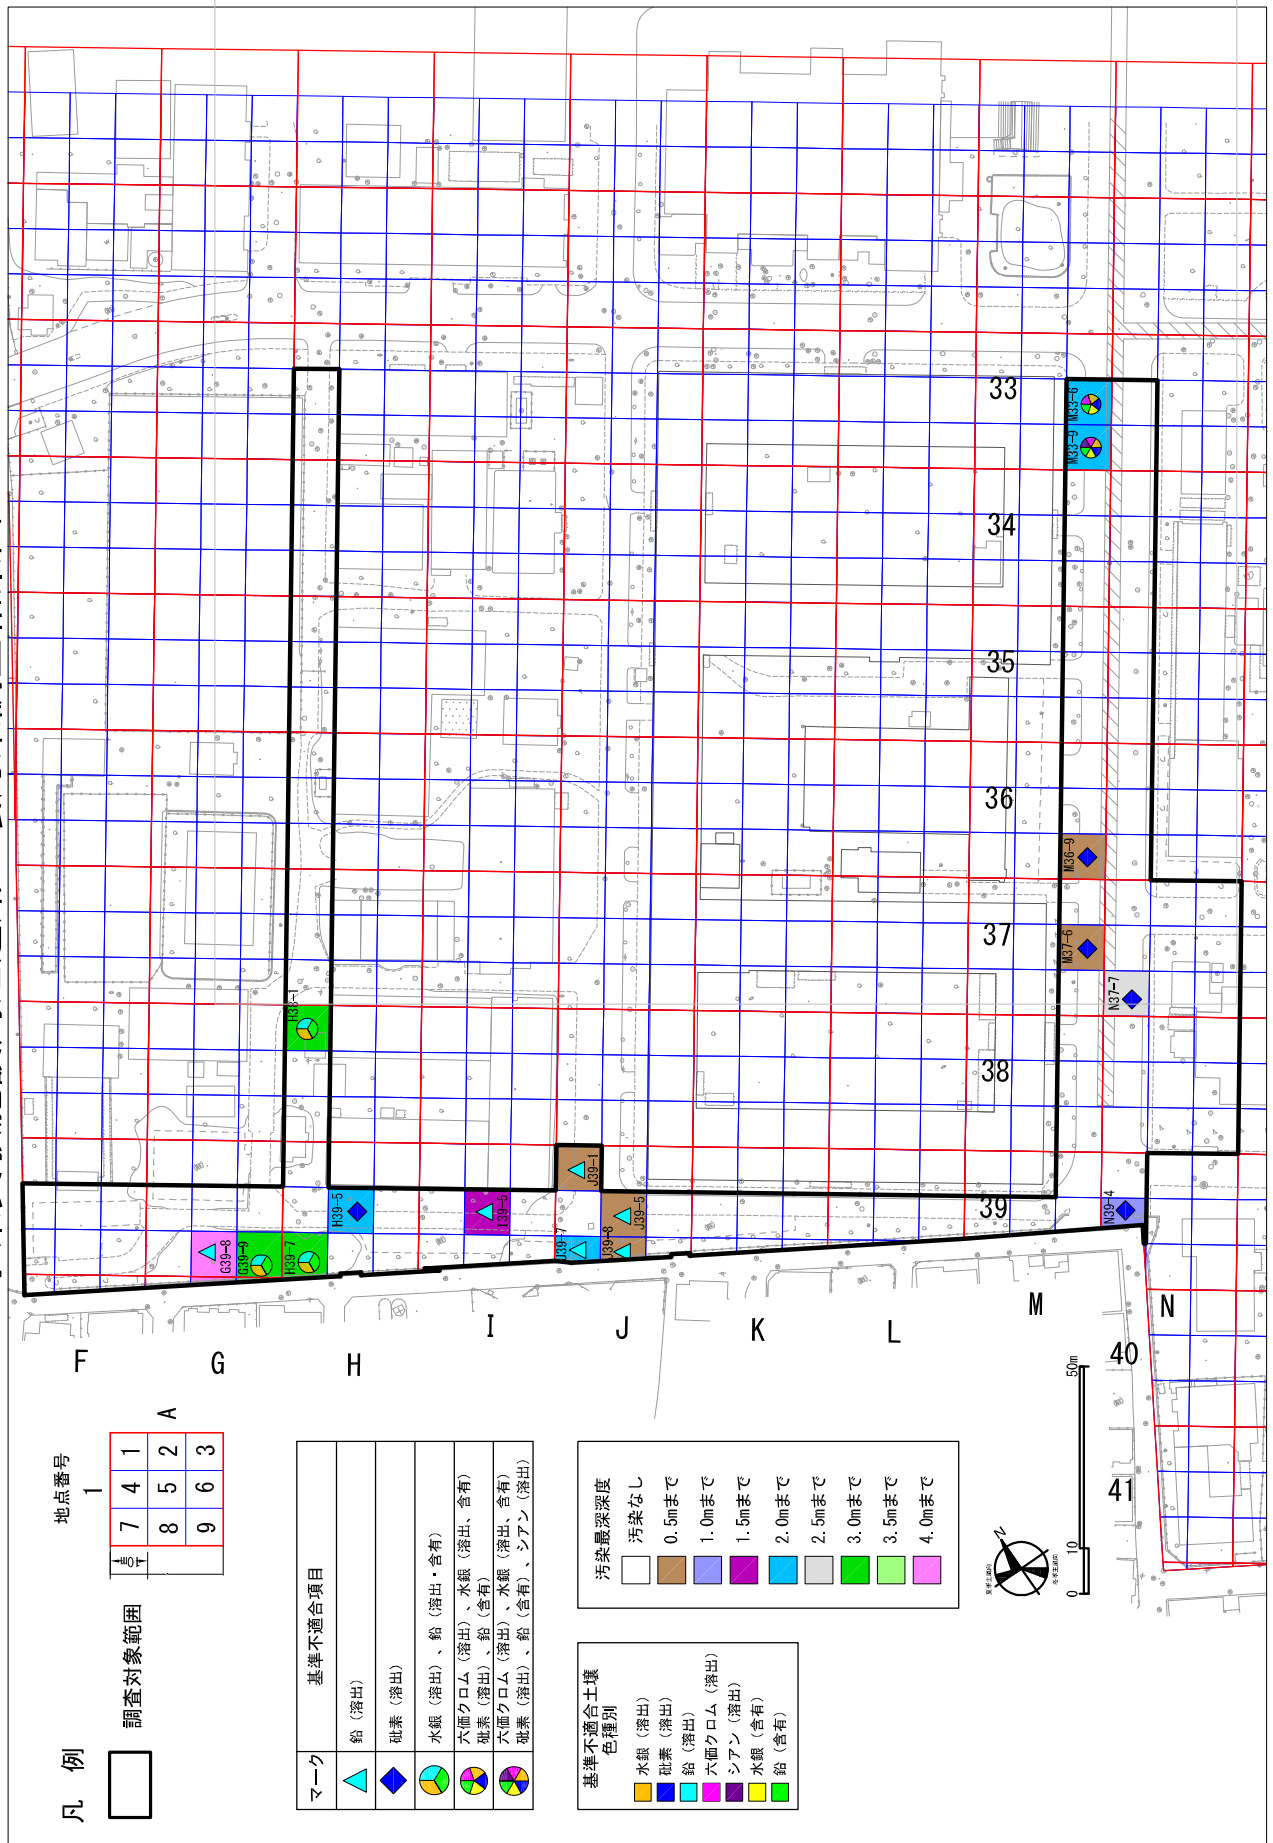 33
N33-6
M33-9
34
35
36
M36-9
37
M37-6
N37-7
H38-1
38
J39-1
39
H39-5
I39-5
J39-5
N39-4
G39-8
G39-9
H39-7
J39-7
J39-8
F
G
H
I
J
K
L
M
N
40
41
凡 例
調査対象範囲
地点番号
1
A
7 4 1
8 5 2
9 6 3
10
マーク 基準不適合項目
鉛（溶出）
砒素（溶出）
水銀（溶出）、鉛（溶出・含有）
六価クロム（溶出）、水銀（溶出、含有）
砒素（溶出）、鉛（含有）
六価クロム（溶出）、水銀（溶出、含有）
砒素（溶出）、鉛（含有）、シアン（溶出）
基準不適合土壌
色種別
水銀（溶出）
砒素（溶出）
鉛（溶出）
六価クロム（溶出）
シアン（溶出）
水銀（含有）
鉛（含有）
汚染最深深度
汚染なし
0.5mまで
1.0mまで
1.5mまで
2.0mまで
2.5mまで
3.0mまで
3.5mまで
4.0mまで
N
0 10 50m